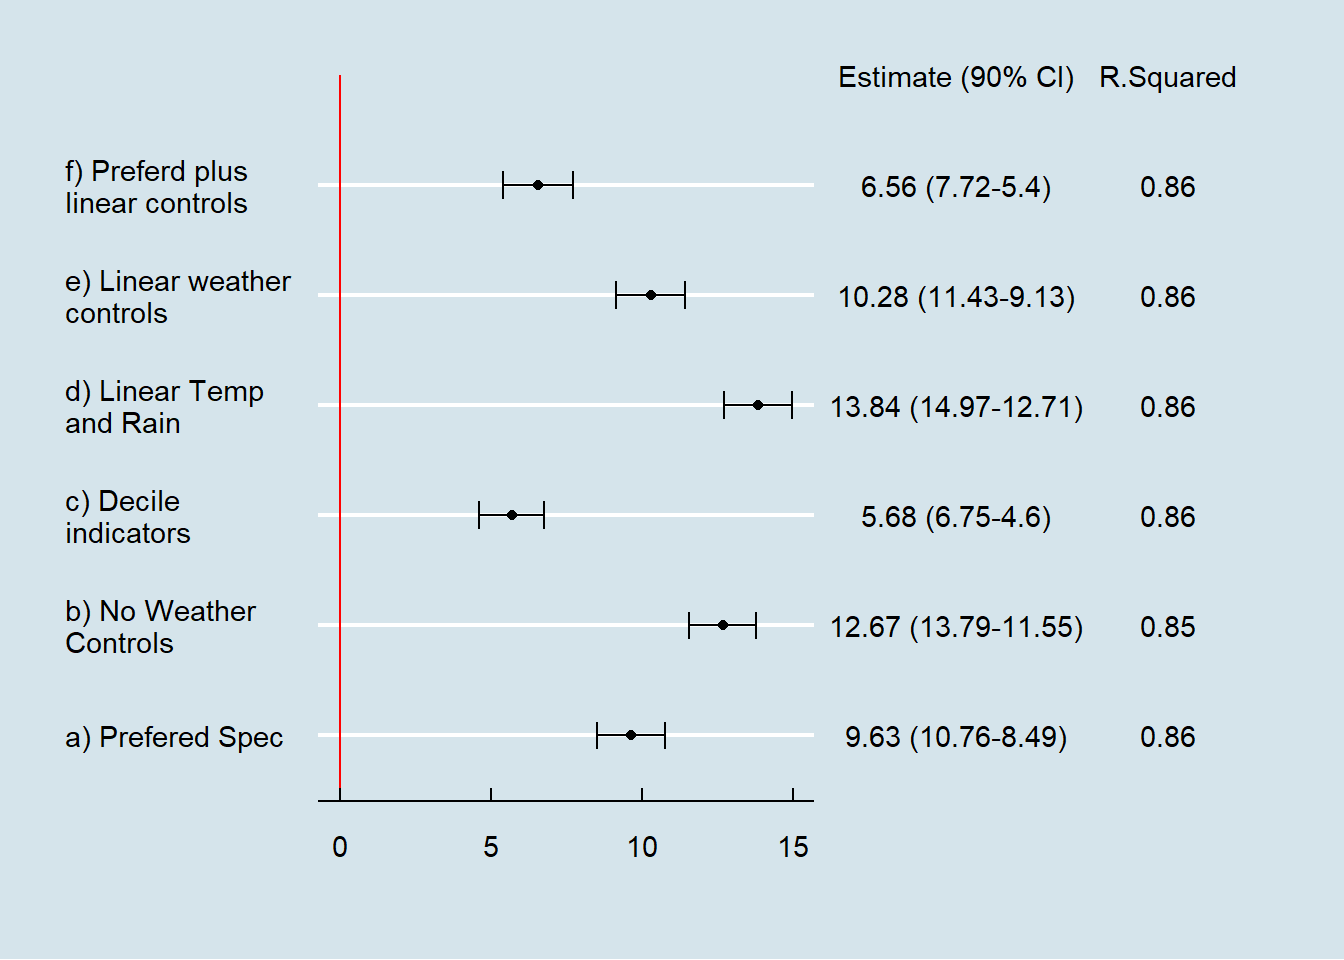 Estimate (90% CI) R.Squared
f) Preferd plus
linear controls
6.56 (7.72-5.4) 0.86
e) Linear weather
controls
10.28 (11.43-9.13) 0.86
d) Linear Temp
and Rain
13.84 (14.97-12.71) 0.86
c) Decile
indicators
5.68 (6.75-4.6) 0.86
b) No Weather
Controls
12.67 (13.79-11.55) 0.85
a) Prefered Spec 9.63 (10.76-8.49) 0.86
0 5 10 15